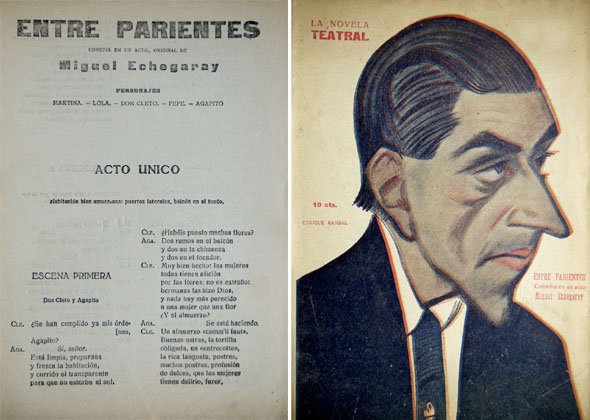 ENTRE PARIENTES
COMEDIA EN UN ACTO, ORIGINAL DE
Miguel Echegaray
PERSONAJES
MARTINA. – LOLA. – DON CLETO. – PEPE. – AGAPITO
ACTO UNICO
Habitación bien amueblada: puertas laterales, balcón en el fondo.
ESCENA PRIMERA
Don Cleto y Agapito
CLE. ¿Se han cumplido ya mis órde-
[nes,
Agapito?
AGA. Sí, señor.
Está limpia, preparada
y fresca la habitación,
y corrido el transparente
para que no estorbe el sol.
CLE. ¿Habéis puesto muchas flores?
AGA. Dos ramos en el balcón
y dos en la chimenea
y dos en el tocador.
CLE. Muy bien hecho: las mujeres
todas tienen afición
por las flores: no es extraño:
hermanas las hizo Dios,
y nada hay más parecido
a una mujer que una flor
¿Y el almuerzo?
AGA. Se está haciendo
CLE. Un almuerzo «comm'il faut».
Buenas ostras, la tortilla
obligada, un «entrecotte»,
la rica langosta, postres,
muchos postres, profusión
de dulces, que las mujeres
tienen delirio, furor,
LA NOVELA
TEATRAL
10 cts.
ENRIQUE RAMBAL
ENTRE PARIENTES
Comedia en un acto
Miguel Echegaray